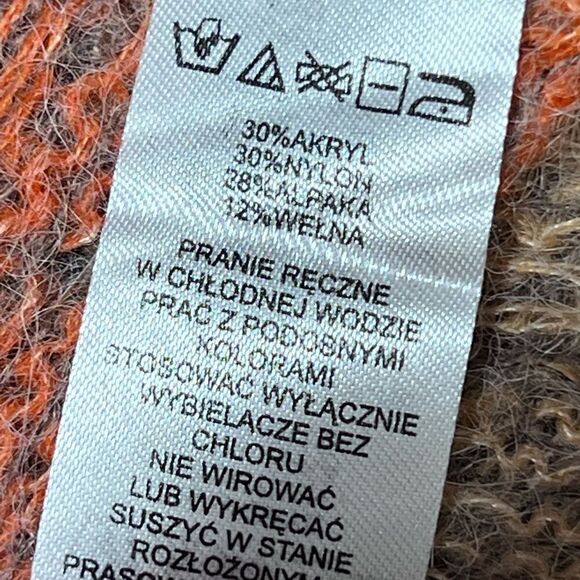 30%AKRYL
30%NYLON
28%ALPAKA
12%WEŁNA
PRANIE RĘCZNE
W CHŁODNEJ WODZIE
PRAĆ Z PODOBNYMI
KOLORAMI
STOSOWAĆ WYŁĄCZNIE
WYBIELACZE BEZ
CHLORU
NIE WIROWAĆ
LUB WYKRĘCAĆ
SUSZYĆ W STANIE
ROZŁOŻONYM